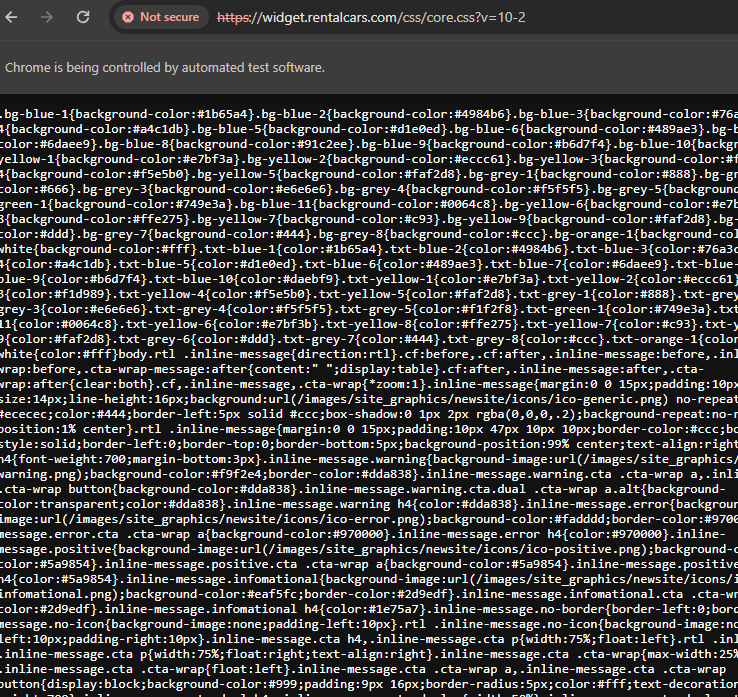 Not secure https://widget.rentalcars.com/css/core.css?v=10-2
Chrome is being controlled by automated test software.
.bg-blue-1{background-color:#1b65a4}.bg-blue-2{background-color:#4984b6}.bg-blue-3{background-color:#76a
4{background-color:#a4c1db}.bg-blue-5{background-color:#d1e0ed}.bg-blue-6{background-color:#489ae3}.bg-b
:#6daee9}.bg-blue-8{background-color:#91c2ee}.bg-blue-9{background-color:#b6d7f4}.bg-blue-10{background-
yellow-1{background-color:#e7bf3a}.bg-yellow-2{background-color:#eccc61}.bg-yellow-3{background-color:#f
4{background-color:#f5e5b0}.bg-yellow-5{background-color:#faf2d8}.bg-grey-1{background-color:#888}.bg-gr
color:#666}.bg-grey-3{background-color:#e6e6e6}.bg-grey-4{background-color:#f5f5f5}.bg-grey-5{background
green-1{background-color:#749e3a}.bg-blue-11{background-color:#0064c8}.bg-yellow-6{background-color:#e7b
8{background-color:#ffe275}.bg-yellow-7{background-color:#c93}.bg-yellow-9{background-color:#faf2d8}.bg-
color:#ddd}.bg-grey-7{background-color:#444}.bg-grey-8{background-color:#ccc}.bg-orange-1{background-col
white{background-color:#fff}.txt-blue-1{color:#1b65a4}.txt-blue-2{color:#4984b6}.txt-blue-3{color:#76a3c
4{color:#a4c1db}.txt-blue-5{color:#d1e0ed}.txt-blue-6{color:#489ae3}.txt-blue-7{color:#6daee9}.txt-blue-
blue-9{color:#b6d7f4}.txt-blue-10{color:#daebf9}.txt-yellow-1{color:#e7bf3a}.txt-yellow-2{color:#eccc61}
3{color:#f1d989}.txt-yellow-4{color:#f5e5b0}.txt-yellow-5{color:#faf2d8}.txt-grey-1{color:#888}.txt-grey
grey-3{color:#e6e6e6}.txt-grey-4{color:#f5f5f5}.txt-grey-5{color:#f1f2f8}.txt-green-1{color:#749e3a}.txt
11{color:#0064c8}.txt-yellow-6{color:#e7bf3b}.txt-yellow-8{color:#ffe275}.txt-yellow-7{color:#c93}.txt-y
9{color:#faf2d8}.txt-grey-6{color:#ddd}.txt-grey-7{color:#444}.txt-grey-8{color:#ccc}.txt-orange-1{color
white{color:#fff}body.rtl .inline-message{direction:rtl}.cf:before,.cf:after,.inline-message:before,.inl
wrap:before,.cta-wrap-message:after{content:" ";display:table}.cf:after,.inline-message:after,.cta-
wrap:after{clear:both}.cf,.inline-message,.cta-wrap{*zoom:1}.inline-message{margin:0 0 15px;padding:10px
size:14px;line-height:16px;background:url(/images/site_graphics/newsite/icons/ico-generic.png) no-repeat
#ececec;color:#444;border-left:5px solid #ccc;box-shadow:0 1px 2px rgba(0,0,0,.2);background-repeat:no-r
position:1% center}.rtl .inline-message{margin:0 0 15px;padding:10px 47px 10px 10px;border-color:#ccc;bo
style:solid;border-left:0;border-top:0;border-bottom:5px;background-position:99% center;text-align:right
h4{font-weight:700;margin-bottom:3px}.inline-message.warning{background-image:url(/images/site_graphics/
warning.png);background-color:#f9f2e4;border-color:#dda838}.inline-message.warning.cta .cta-wrap a,.inli
.cta-wrap button{background-color:#dda838}.inline-message.warning.cta.dual .cta-wrap a.alt{background-
color:transparent;color:#dda838}.inline-message.warning h4{color:#dda838}.inline-message.error{backgroun
image:url(/images/site_graphics/newsite/icons/ico-error.png);background-color:#fadddd;border-color:#9700
message.error.cta .cta-wrap a{background-color:#970000}.inline-message.error h4{color:#970000}.inline-
message.positive{background-image:url(/images/site_graphics/newsite/icons/ico-positive.png);background-c
color:#5a9854}.inline-message.positive.cta .cta-wrap a{background-color:#5a9854}.inline-message.positive
h4{color:#5a9854}.inline-message.infomational{background-image:url(/images/site_graphics/newsite/icons/i
infomational.png);background-color:#eaf5fc;border-color:#2d9edf}.inline-message.infomational.cta .cta-wr
color:#2d9edf}.inline-message.infomational h4{color:#1e75a7}.inline-message.no-border{border-left:0;bor
message.no-icon{background-image:none;padding-left:10px}.rtl .inline-message.no-icon{background-image:no
left:10px;padding-right:10px}.inline-message.cta h4,.inline-message.cta p{width:75%;float:left}.rtl .inl
.inline-message.cta p{width:75%;float:right;text-align:right}.inline-message.cta .cta-wrap{max-width:25%
.inline-message.cta .cta-wrap{float:left}.inline-message.cta .cta-wrap a,.inline-message.cta .cta-wrap
button{display:block;background-color:#999;padding:9px 16px;border-radius:5px;color:#fff;text-decoration